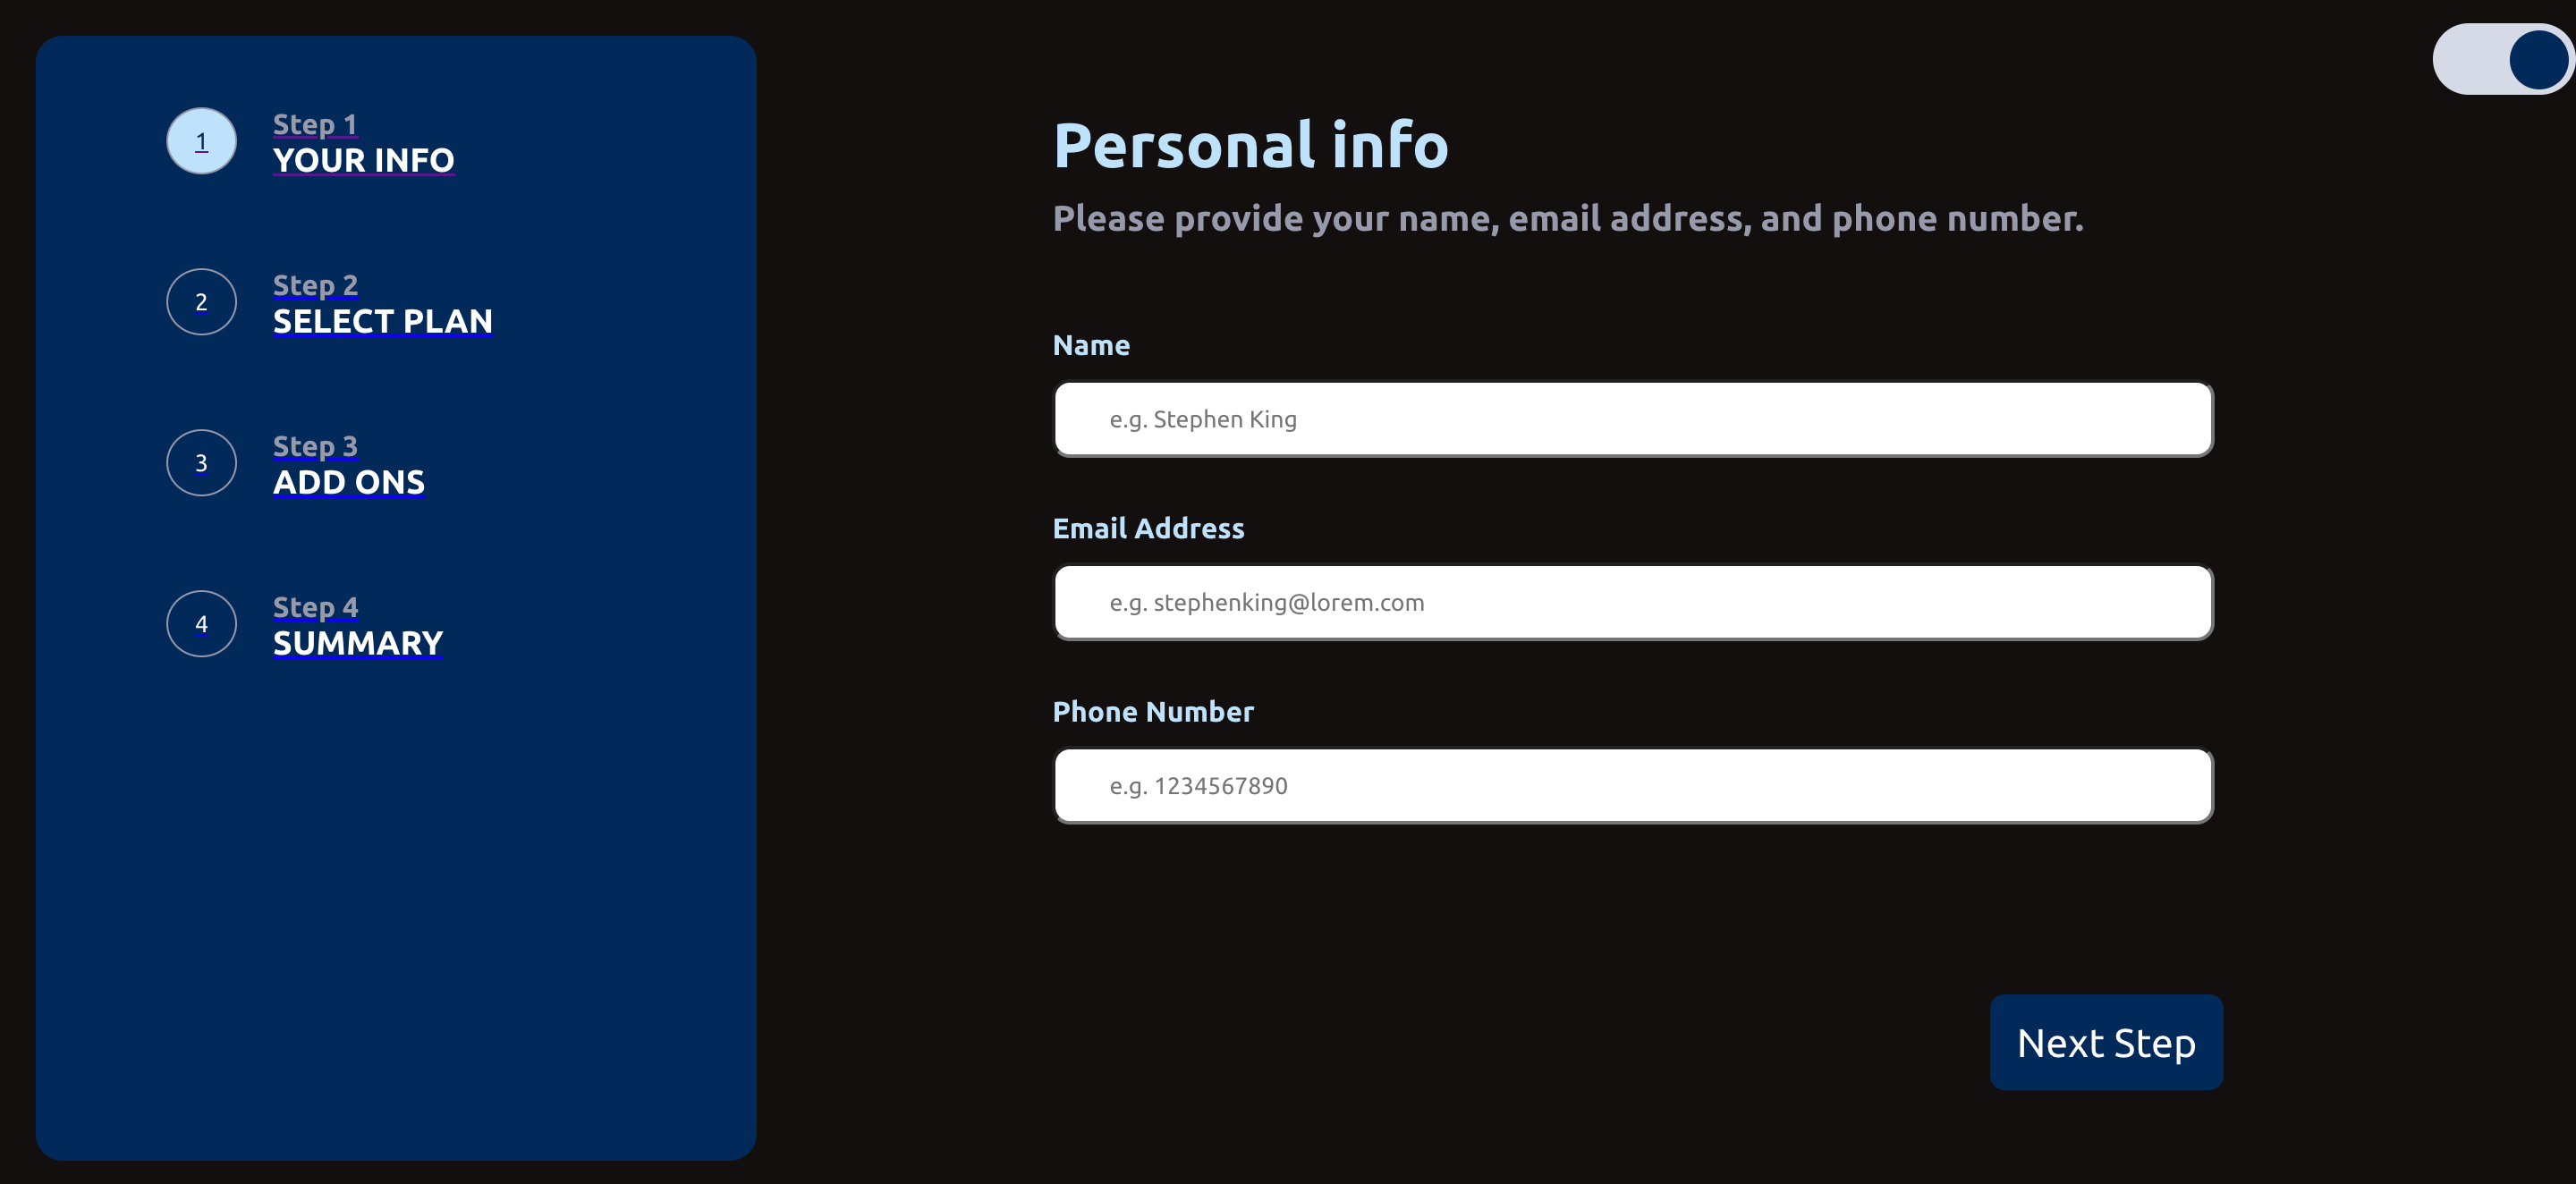 1
Step 1
YOUR INFO
2
Step 2
SELECT PLAN
3
Step 3
ADD ONS
4
Step 4
SUMMARY
Personal info
Please provide your name, email address, and phone number.
Name
e.g. Stephen King
Email Address
e.g. stephenking@lorem.com
Phone Number
e.g. 1234567890
Next Step